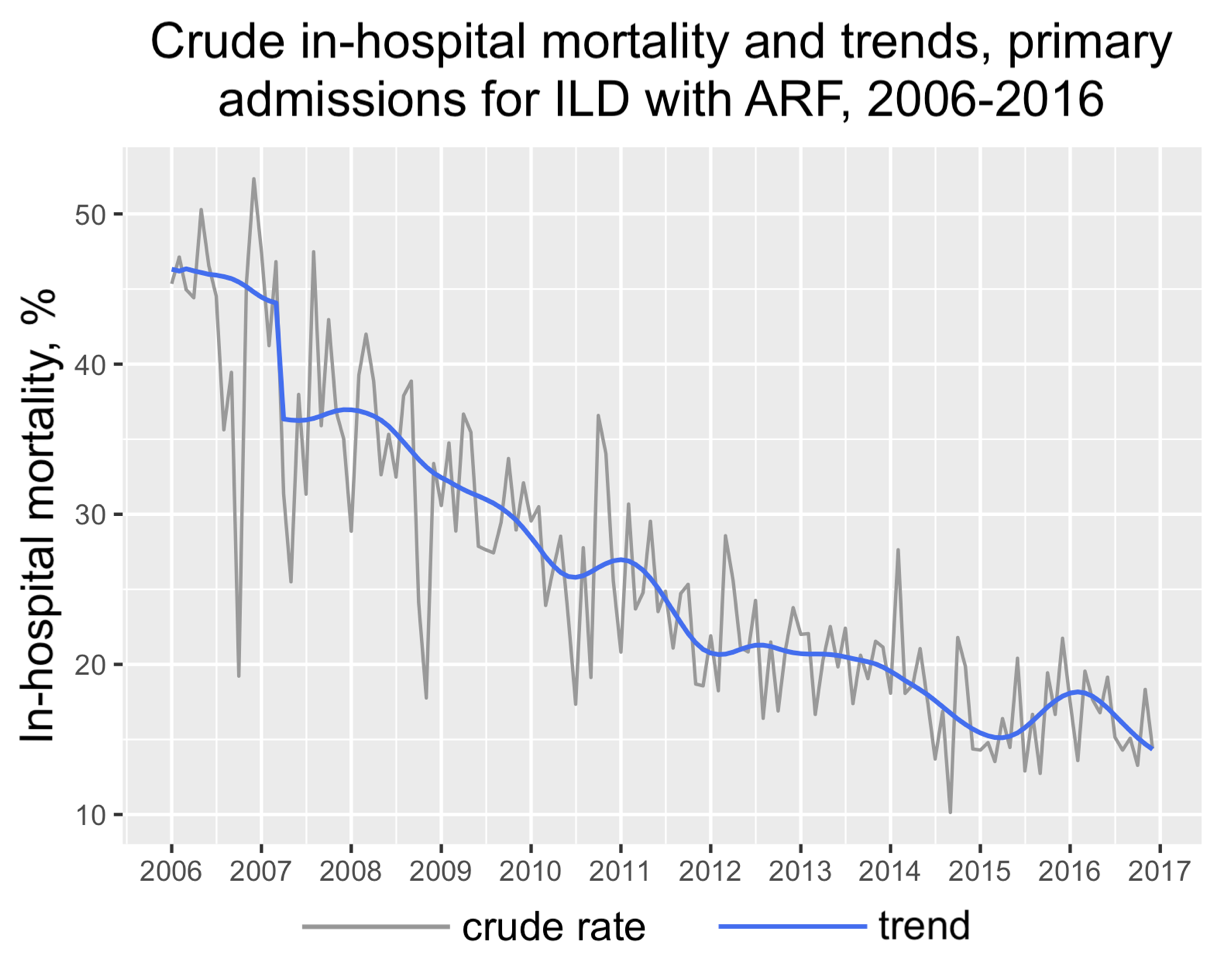 Crude in-hospital mortality and trends, primary
admissions for ILD with ARF, 2006-2016
In-hospital mortality, %
50
40
30
20
10
2006 2007 2008 2009 2010 2011 2012 2013 2014 2015 2016 2017
crude rate trend